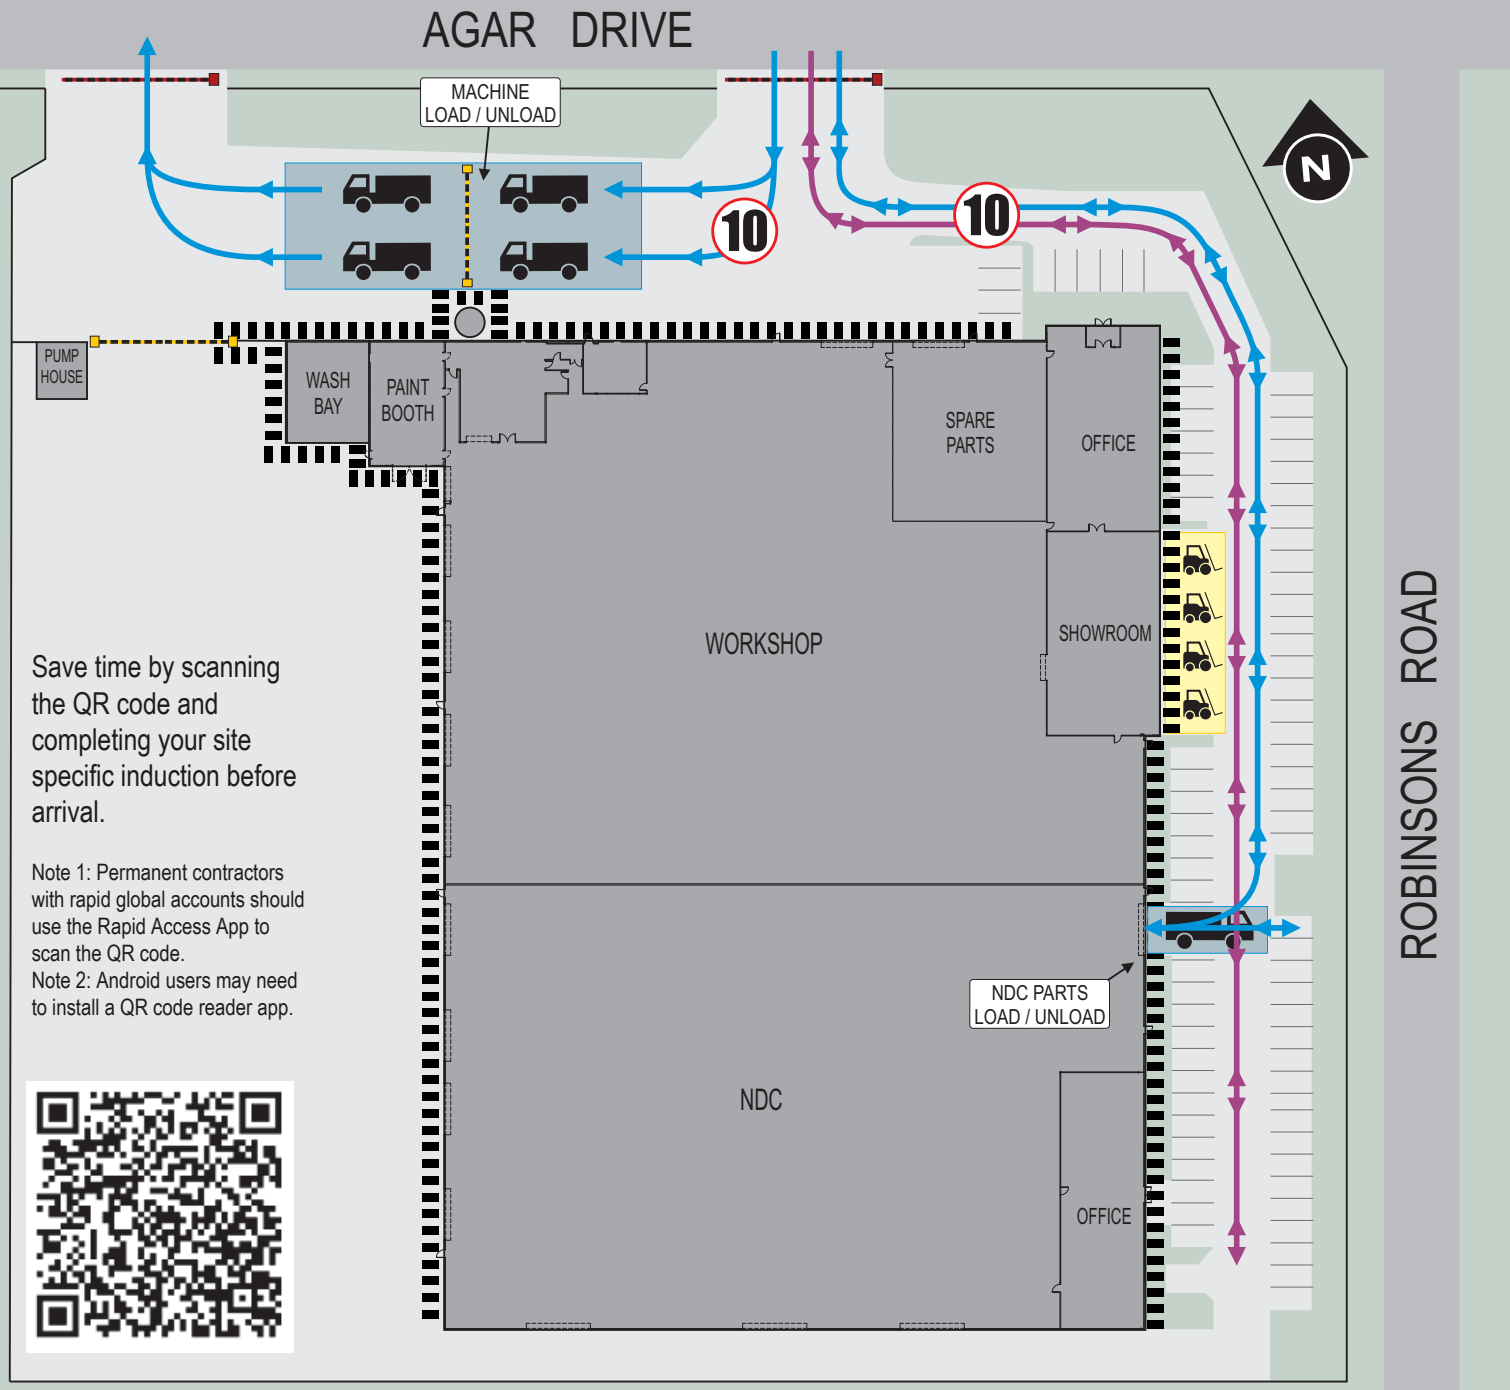 AGAR DRIVE
MACHINE
LOAD / UNLOAD
N
10
10
PUMP
HOUSE
WASH
BAY
PAINT
BOOTH
SPARE
PARTS
OFFICE
WORKSHOP
SHOWROOM
ROBINSONS ROAD
Save time by scanning
the QR code and
completing your site
specific induction before
arrival.
Note 1: Permanent contractors
with rapid global accounts should
use the Rapid Access App to
scan the QR code.
Note 2: Android users may need
to install a QR code reader app.
NDC PARTS
LOAD / UNLOAD
NDC
OFFICE